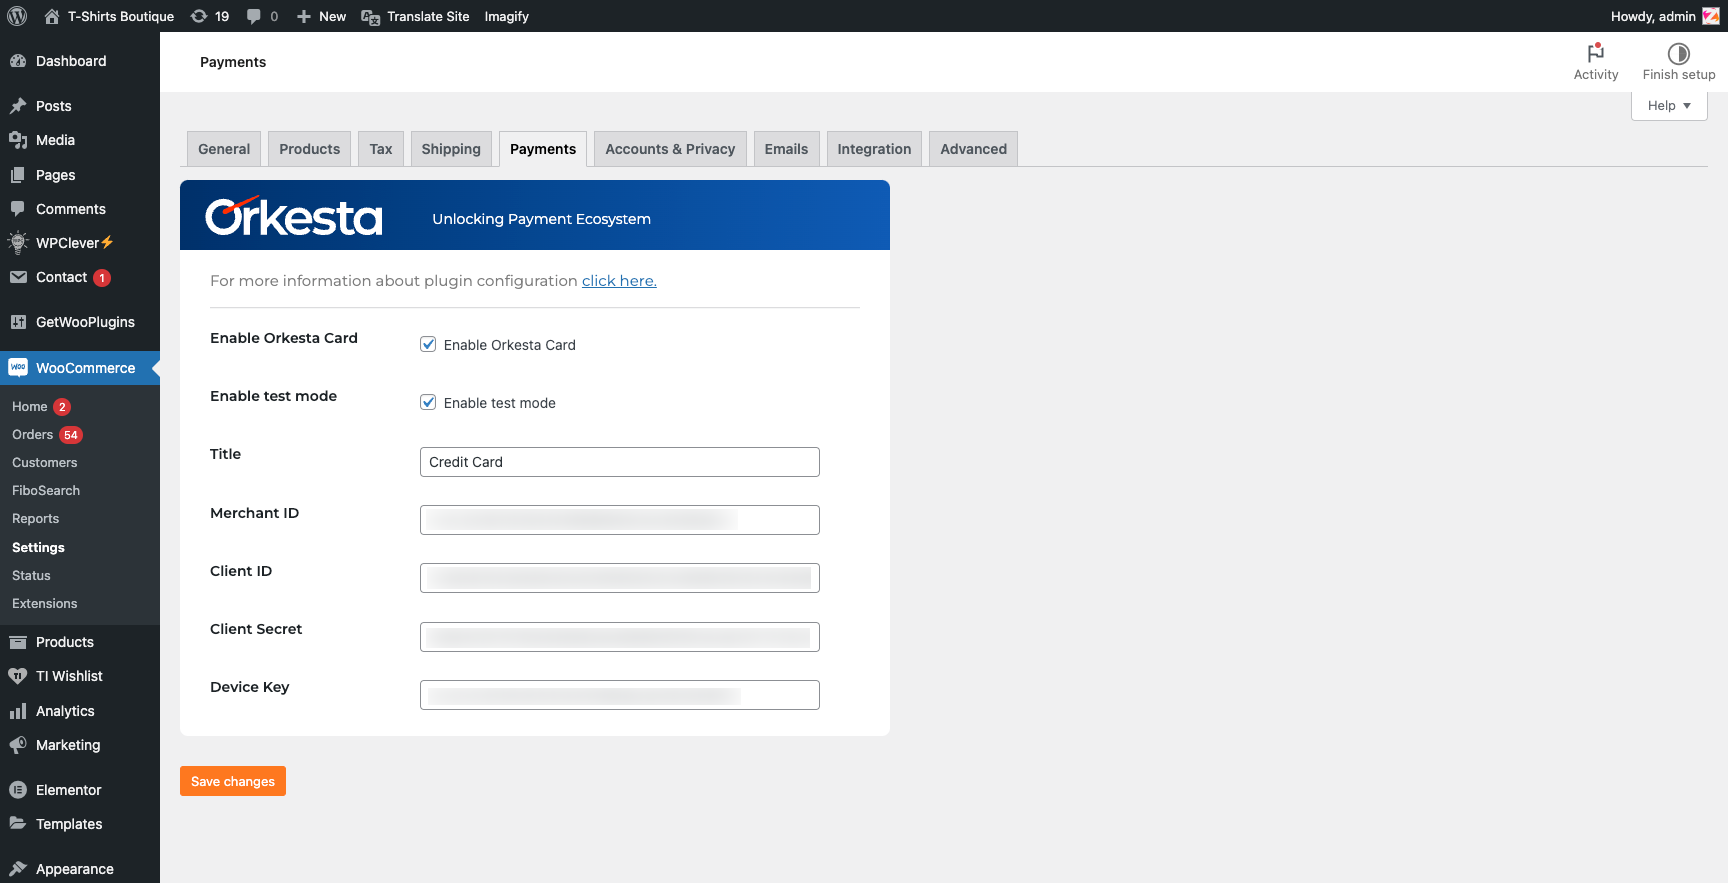 T-Shirts Boutique 19 0 New Translate Site Imagify Howdy, admin
Dashboard
Posts
Media
Pages
Comments
WPClever⚡
Contact 1
GetWooPlugins
WooCommerce
Home 2
Orders 54
Customers
FiboSearch
Reports
Settings
Status
Extensions
Products
TI Wishlist
Analytics
Marketing
Elementor
Templates
Appearance
Payments
Activity
Finish setup
Help
General Products Tax Shipping Payments Accounts & Privacy Emails Integration Advanced
Orkesta Unlocking Payment Ecosystem
For more information about plugin configuration click here.
Enable Orkesta Card Enable Orkesta Card
Enable test mode Enable test mode
Title Credit Card
Merchant ID
Client ID
Client Secret
Device Key
Save changes